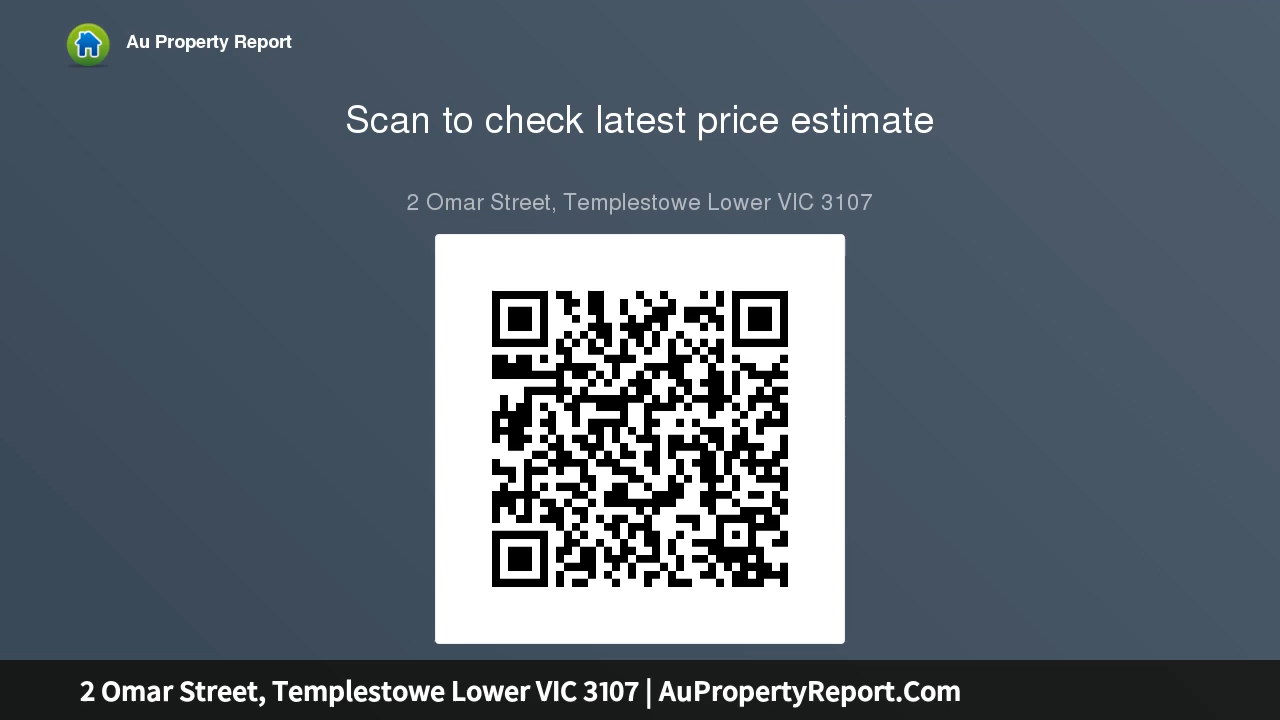 Au Property Report
Scan to check latest price estimate
2 Omar Street, Templestowe Lower VIC 3107
2 Omar Street, Templestowe Lower VIC 3107 | AuPropertyReport.Com